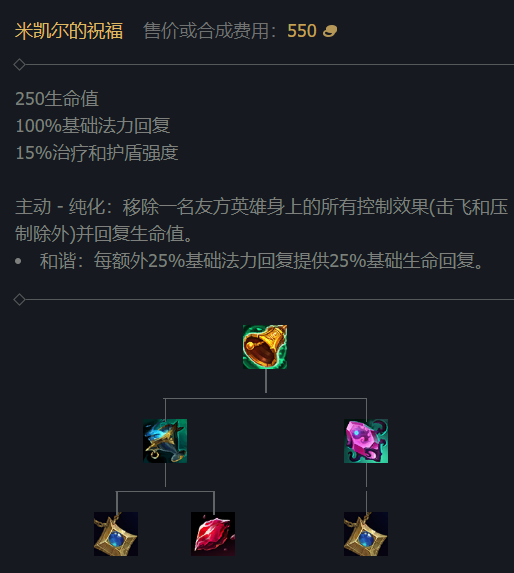 米凯尔的祝福 售价或合成费用：550
250生命值
100%基础法力回复
15%治疗和护盾强度
主动 - 纯化：移除一名友方英雄身上的所有控制效果(击飞和压
制除外)并回复生命值。
• 和谐：每额外25%基础法力回复提供25%基础生命回复。